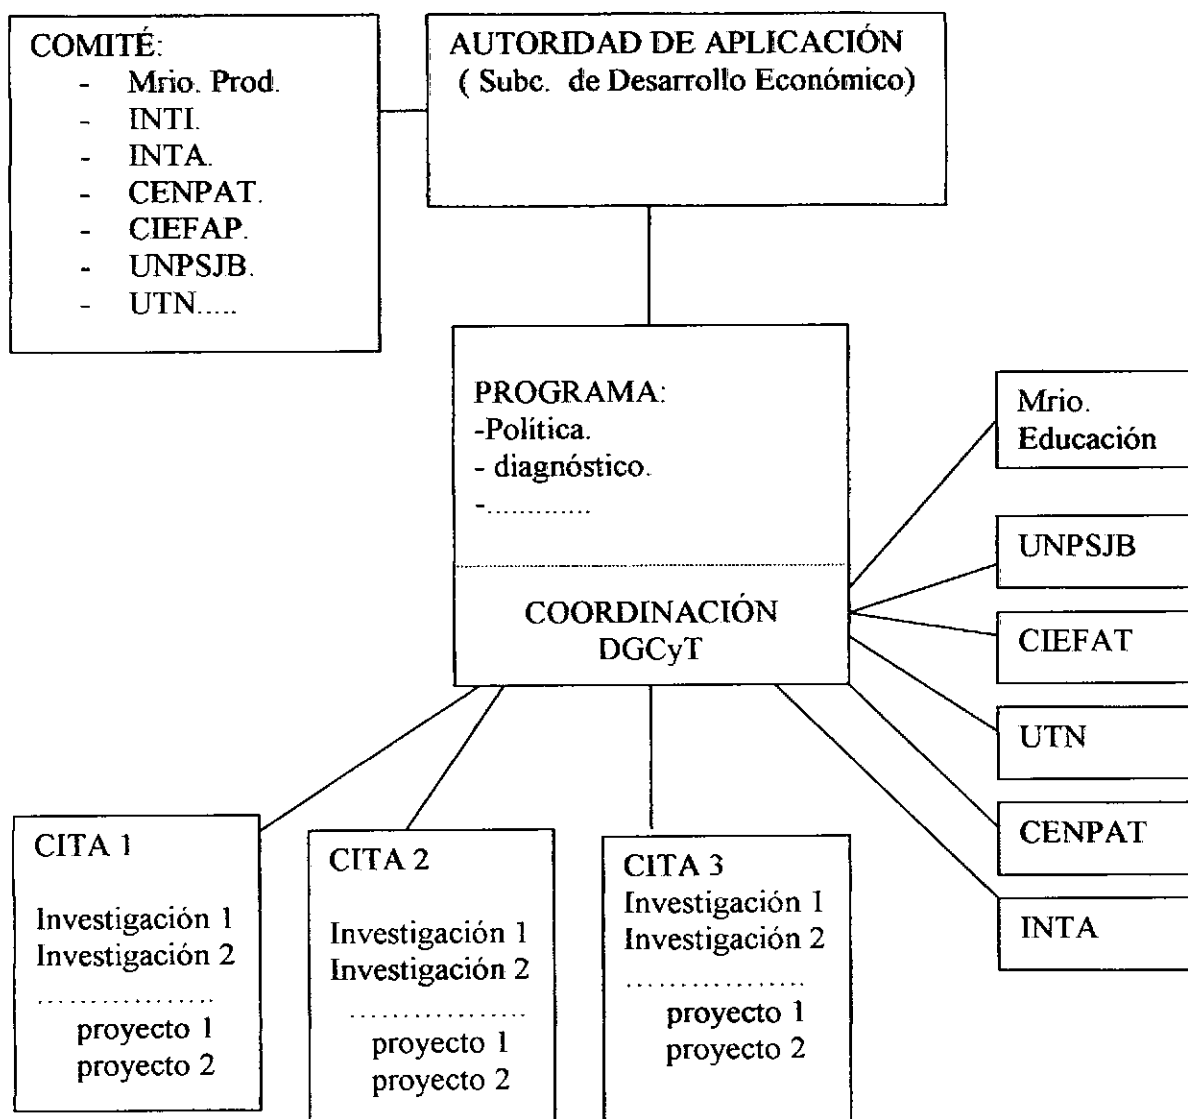 COMITÉ:
- Mrio. Prod.
- INTI.
- INTA.
- CENPAT.
- CIEFAP.
- UNPSJB.
- UTN.....
AUTORIDAD DE APLICACIÓN
( Subc. de Desarrollo Económico)
PROGRAMA:
-Política.
- diagnóstico.
-.............
COORDINACIÓN
DGCyT
Mrio.
Educación
UNPSJB
CIEFAT
UTN
CENPAT
INTA
CITA 1
Investigación 1
Investigación 2
.................
proyecto 1
proyecto 2
CITA 2
Investigación 1
Investigación 2
.................
proyecto 1
proyecto 2
CITA 3
Investigación 1
Investigación 2
.................
proyecto 1
proyecto 2